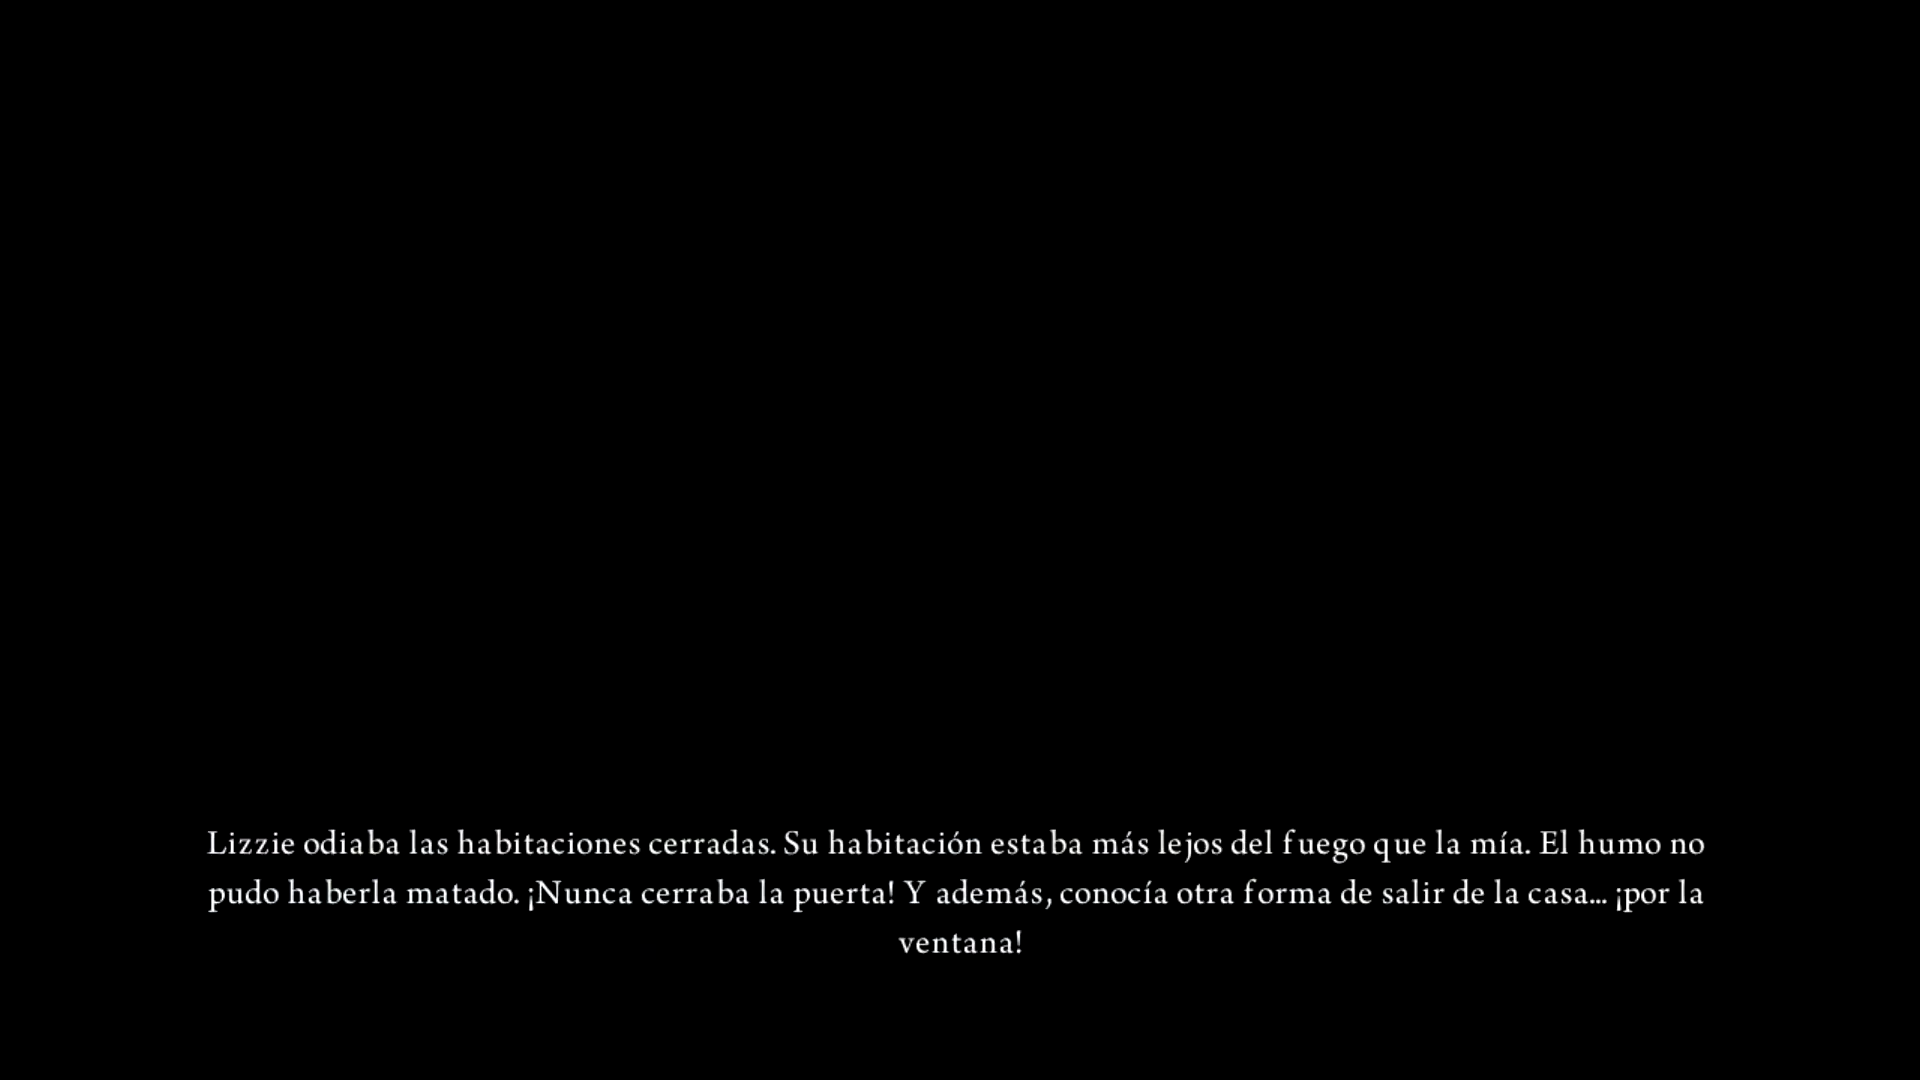 Lizzie odiaba las habitaciones cerradas. Su habitación estaba más lejos del fuego que la mía. El humo no
pudo haberla matado. ¡Nunca cerraba la puerta! Y además, conocía otra forma de salir de la casa... ¡por la
ventana!